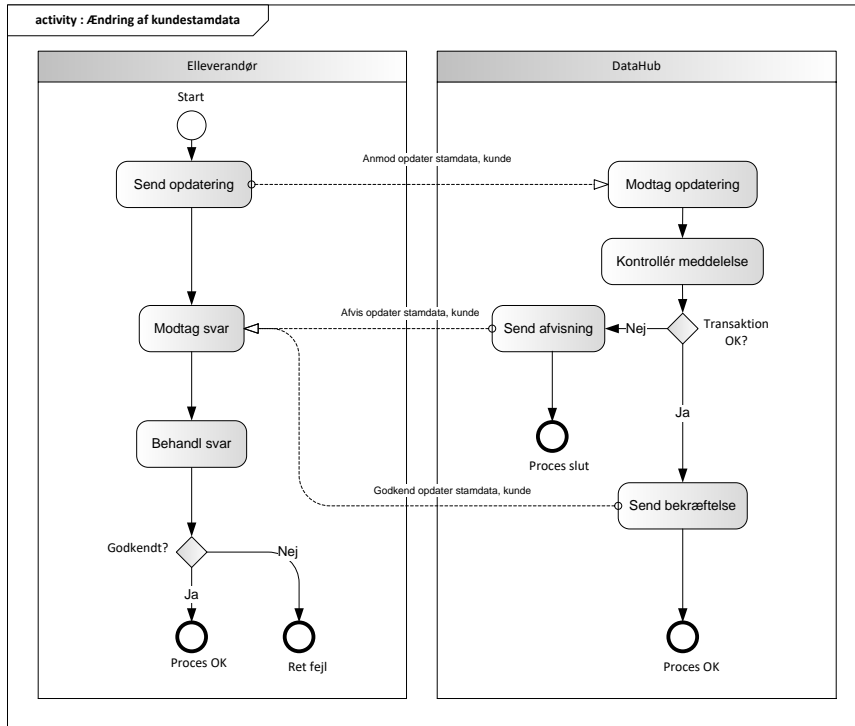 activity : Ændring af kundestamdata
Elleverandør
DataHub
Start
Send opdatering
Anmod opdater stamdata, kunde
Modtag opdatering
Kontrollér meddelelse
Modtag svar
Afvis opdater stamdata, kunde
Send afvisning
Nej
Transaktion
OK?
Ja
Behandl svar
Proces slut
Godkend opdater stamdata, kunde
Send bekræftelse
Godkendt?
Nej
Ja
Proces OK
Ret fejl
Proces OK